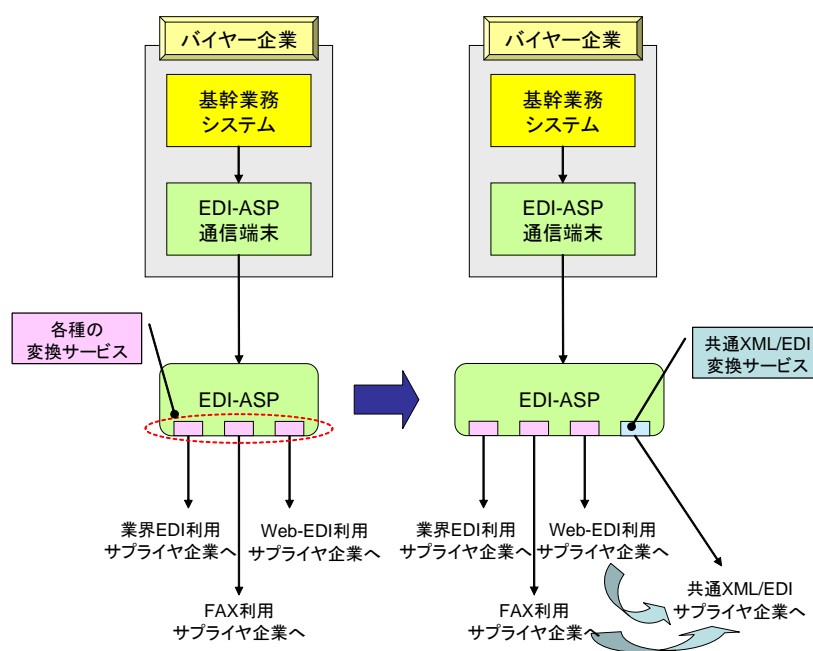 バイヤー企業
基幹業務
システム
EDI-ASP
通信端末
各種の
変換サービス
EDI-ASP
業界EDI利用
サプライヤ企業へ
Web-EDI利用
サプライヤ企業へ
FAX利用
サプライヤ企業へ
バイヤー企業
基幹業務
システム
EDI-ASP
通信端末
共通XML/EDI
変換サービス
EDI-ASP
業界EDI利用
サプライヤ企業へ
Web-EDI利用
サプライヤ企業へ
FAX利用
サプライヤ企業へ
共通XML/EDI
サプライヤ企業へ